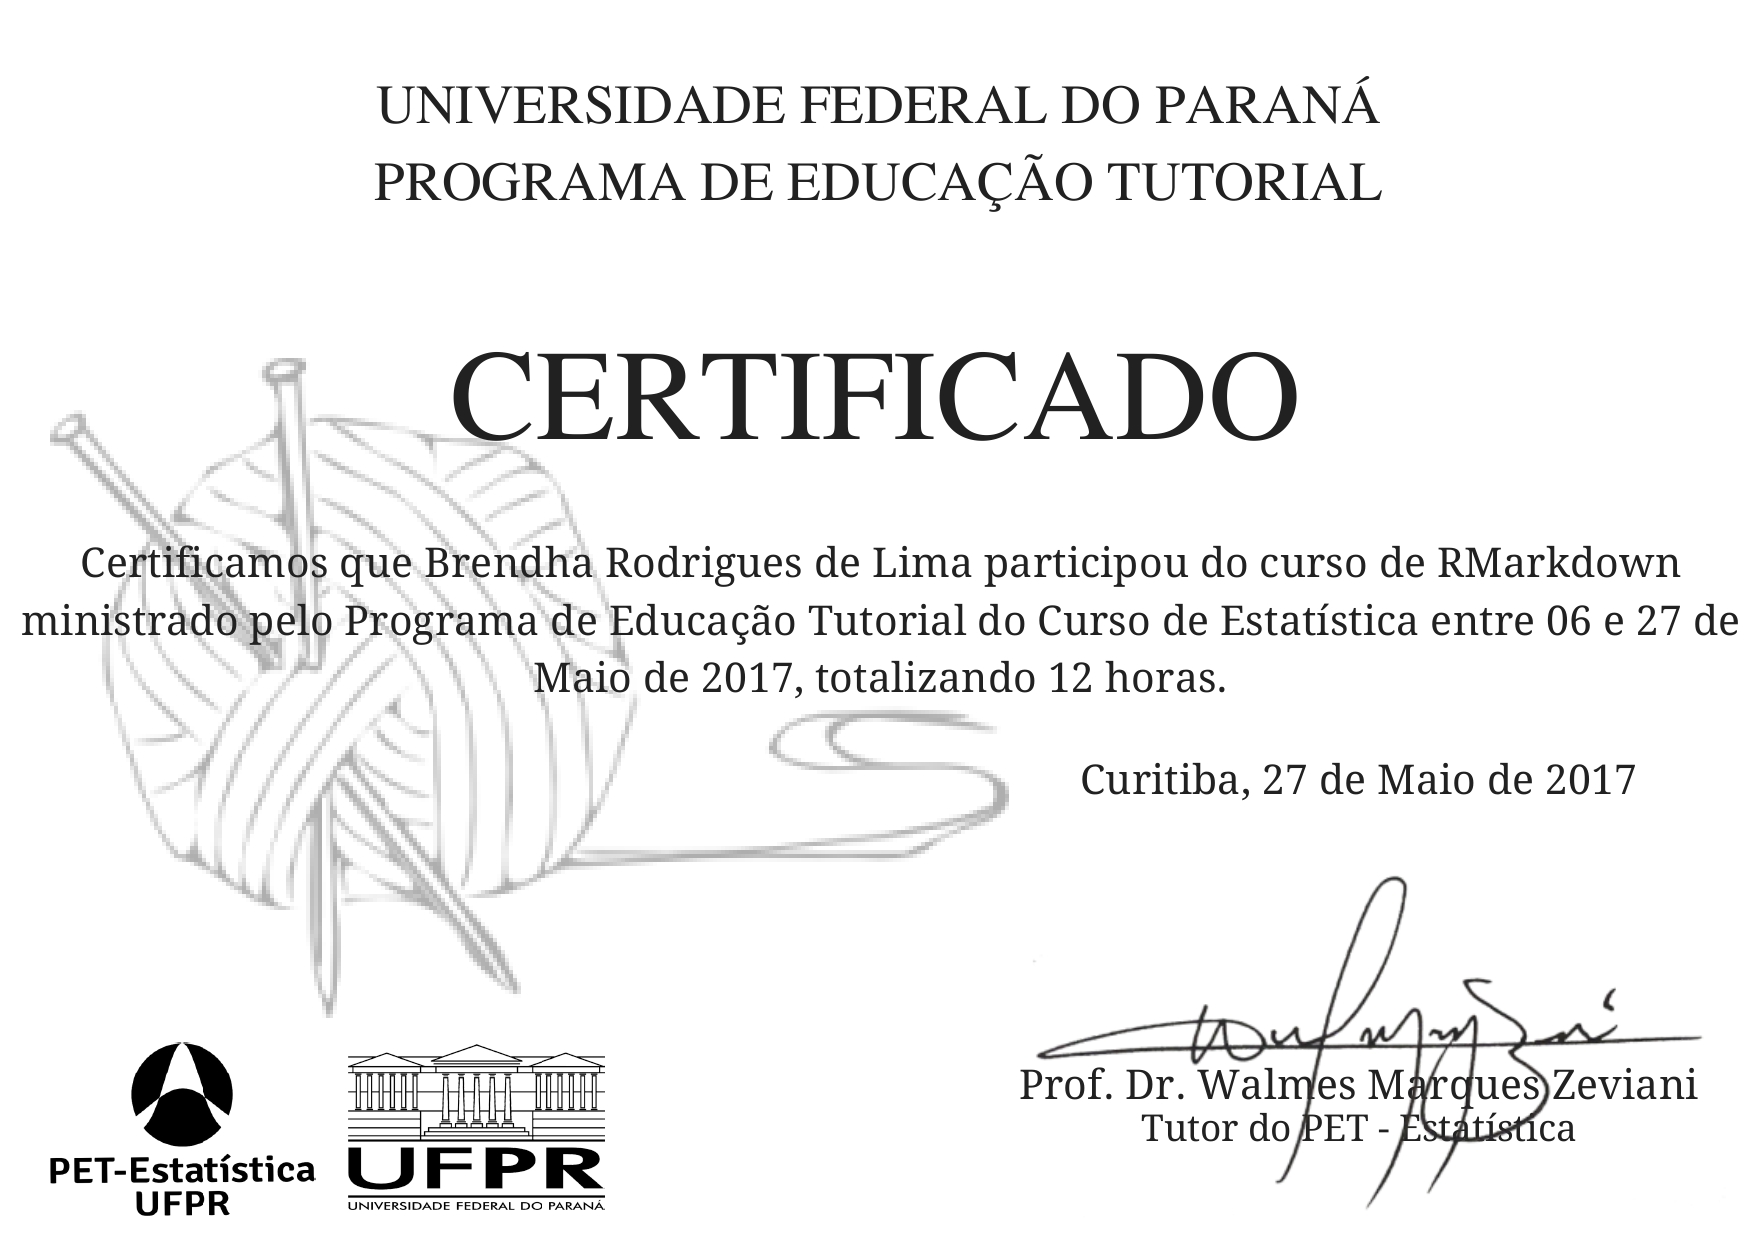 UNIVERSIDADE FEDERAL DO PARANÁ
PROGRAMA DE EDUCAÇÃO TUTORIAL
CERTIFICADO
Certificamos que Brendha Rodrigues de Lima participou do curso de RMarkdown
ministrado pelo Programa de Educação Tutorial do Curso de Estatística entre 06 e 27 de
Maio de 2017, totalizando 12 horas.
Curitiba, 27 de Maio de 2017
Prof. Dr. Walmes Marques Zeviani
Tutor do PET - Estatística
PET-Estatística
UFPR
UFPR
UNIVERSIDADE FEDERAL DO PARANÁ